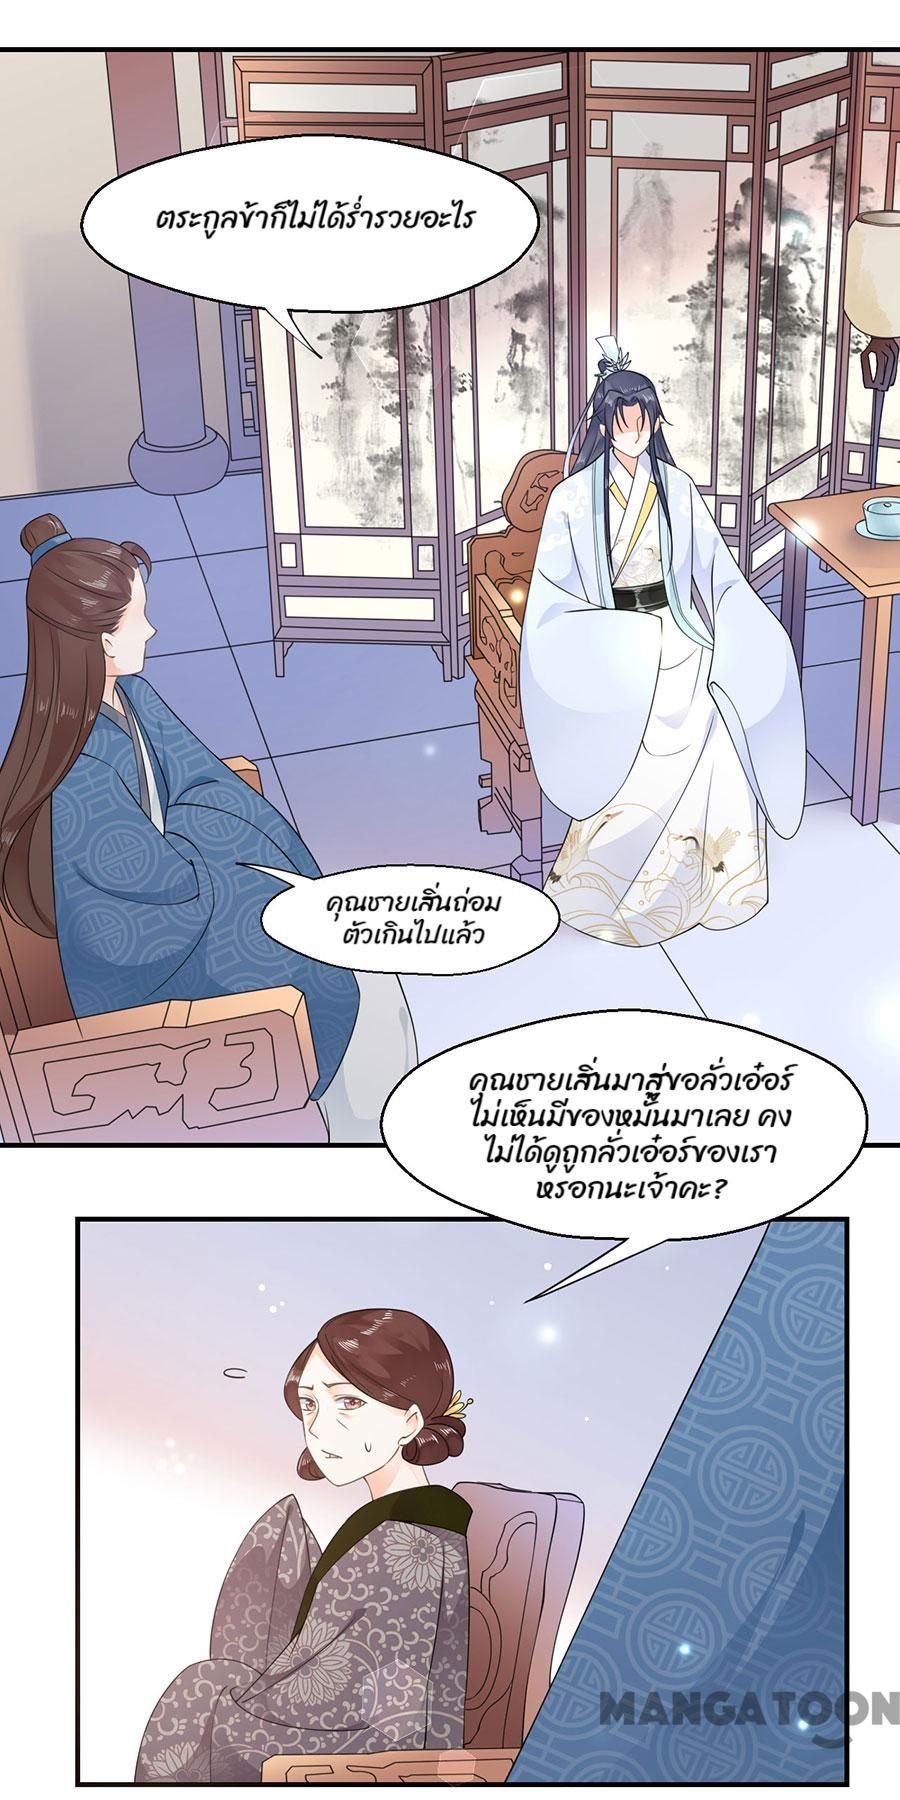 ตระกูลข้าก็ไม่ได้ร่ำรวยอะไร
คุณชายเสิ่นถ่อม
ตัวเกินไปแล้ว
คุณชายเสิ่นมาสู่ขอลั่วเอ๋อร์
ไม่เห็นมีของหมั้นมาเลย คง
ไม่ได้ดูถูกลั่วเอ๋อร์ของเรา
หรอกนะเจ้าคะ?
MANGATOON